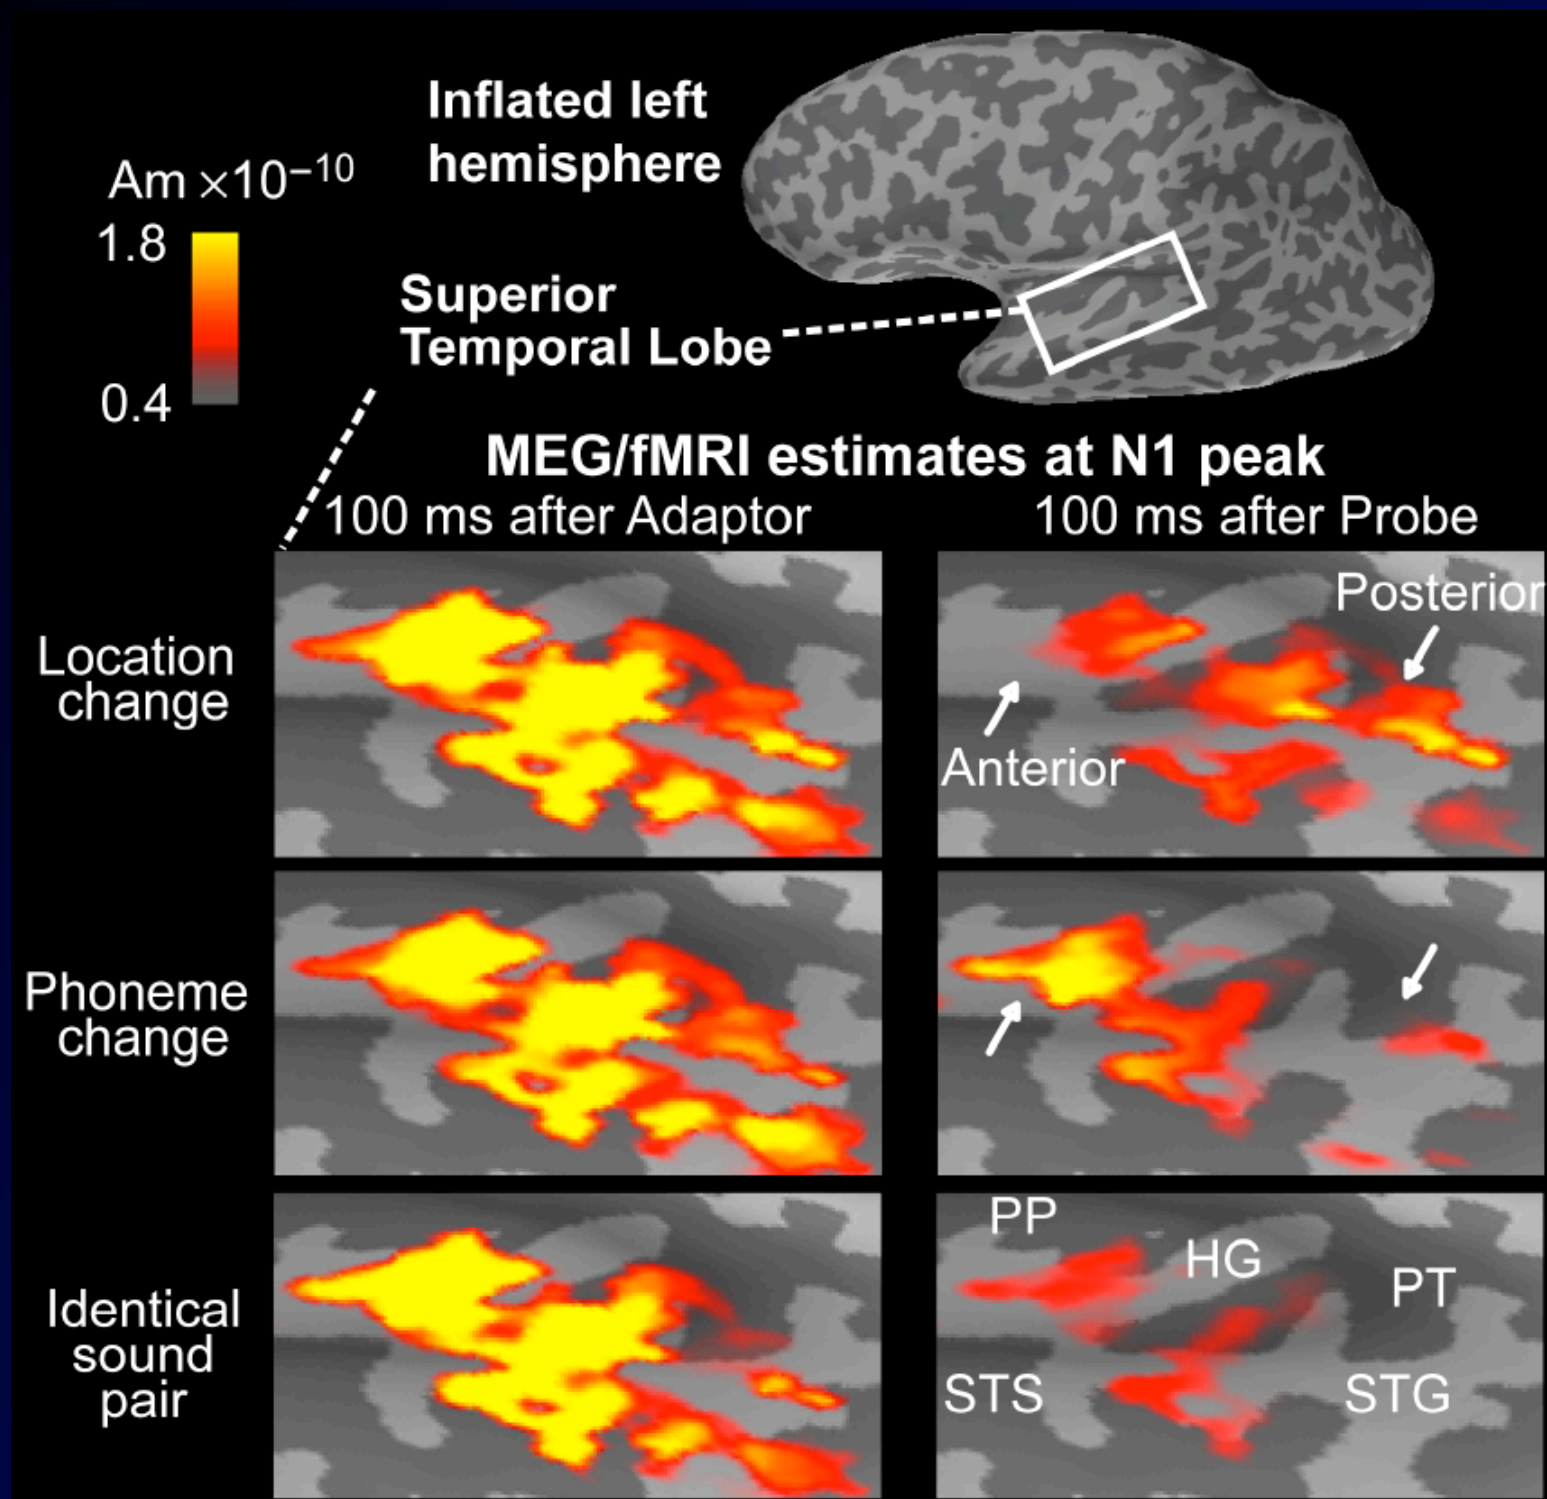 Inflated left
hemisphere
Am ×10⁻¹⁰
1.8
0.4
Superior
Temporal Lobe
MEG/fMRI estimates at N1 peak
100 ms after Adaptor
100 ms after Probe
Location
change
Posterior
Anterior
Phoneme
change
Identical
sound
pair
PP
HG
PT
STS
STG